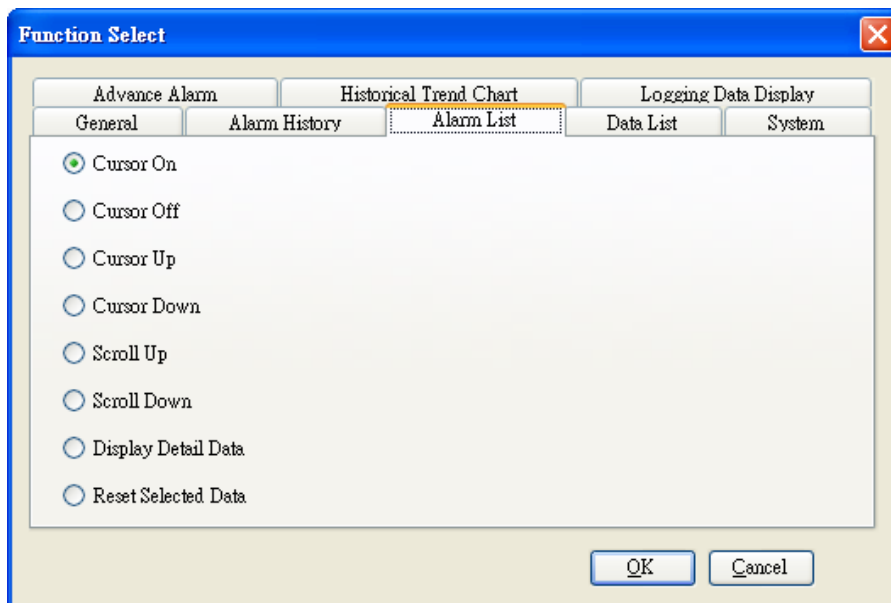 Function Select
Advance Alarm Historical Trend Chart Logging Data Display
General Alarm History Alarm List Data List System
Cursor On
Cursor Off
Cursor Up
Cursor Down
Scroll Up
Scroll Down
Display Detail Data
Reset Selected Data
OK Cancel